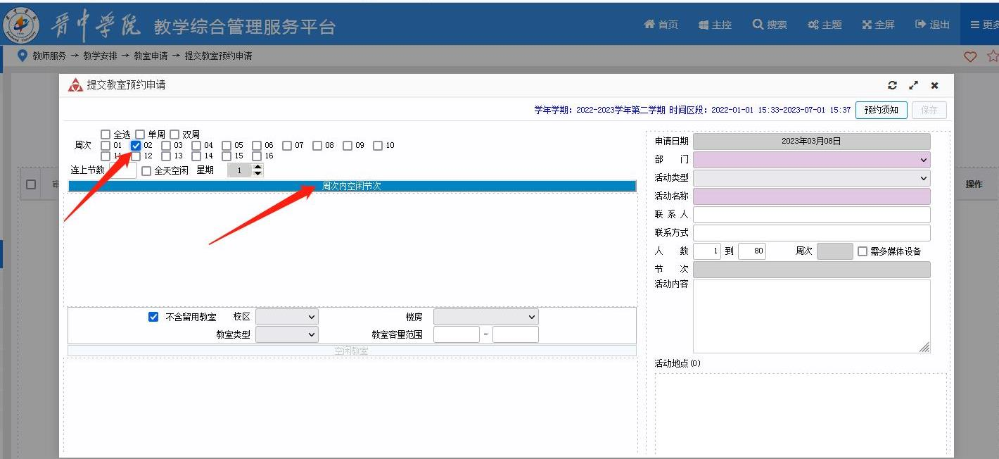 晋中学院 教学综合管理服务平台 首页 主控 搜索 主题 全屏 退出 更多
教师服务 → 教学安排 → 教室申请 → 提交教室预约申请
提交教室预约申请
学年学期：2022-2023学年第二学期 时间区段：2022-01-01 15:33-2023-07-01 15:37 预约须知 保存
全选 单周 双周
周次 01 02 03 04 05 06 07 08 09 10
11 12 13 14 15 16
连上节数 全天空闲 星期 1
周次内空闲节次
不含留用教室 校区 楼房
教室类型 教室容量范围 -
空闲教室
申请日期 2023年03月08日
部 门
活动类型
活动名称
联 系 人
联系方式
人 数 1 到 80 周次 需多媒体设备
节 次
活动内容
活动地点(0)
操作